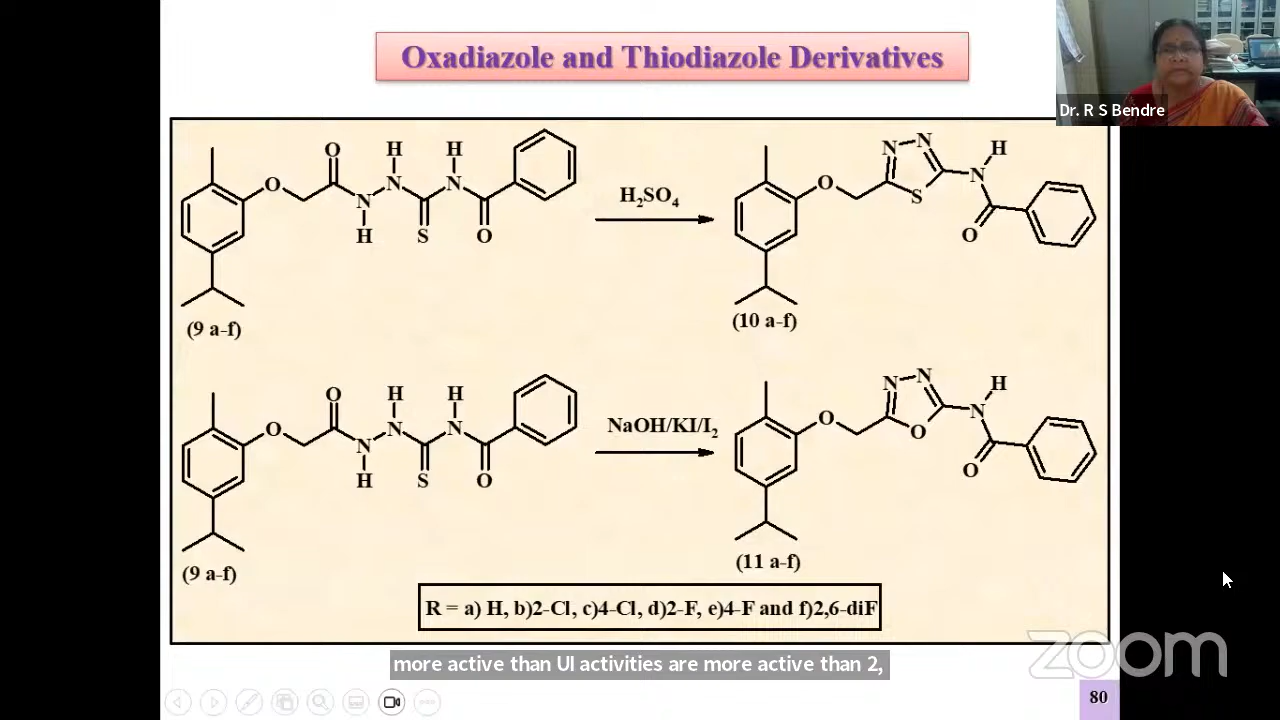 Oxadiazole and Thiodiazole Derivatives
Dr. R S Bendre
O
H
H
O
N
N
N
H
S
O
H₂SO₄
N
N
H
O
N
S
O
(9 a-f)
(10 a-f)
O
H
H
O
N
N
N
H
S
O
NaOH/KI/I₂
N
N
H
O
N
O
O
(9 a-f)
(11 a-f)
R = a) H, b)2-Cl, c)4-Cl, d)2-F, e)4-F and f)2,6-diF
more active than UI activities are more active than 2,
zoom
80